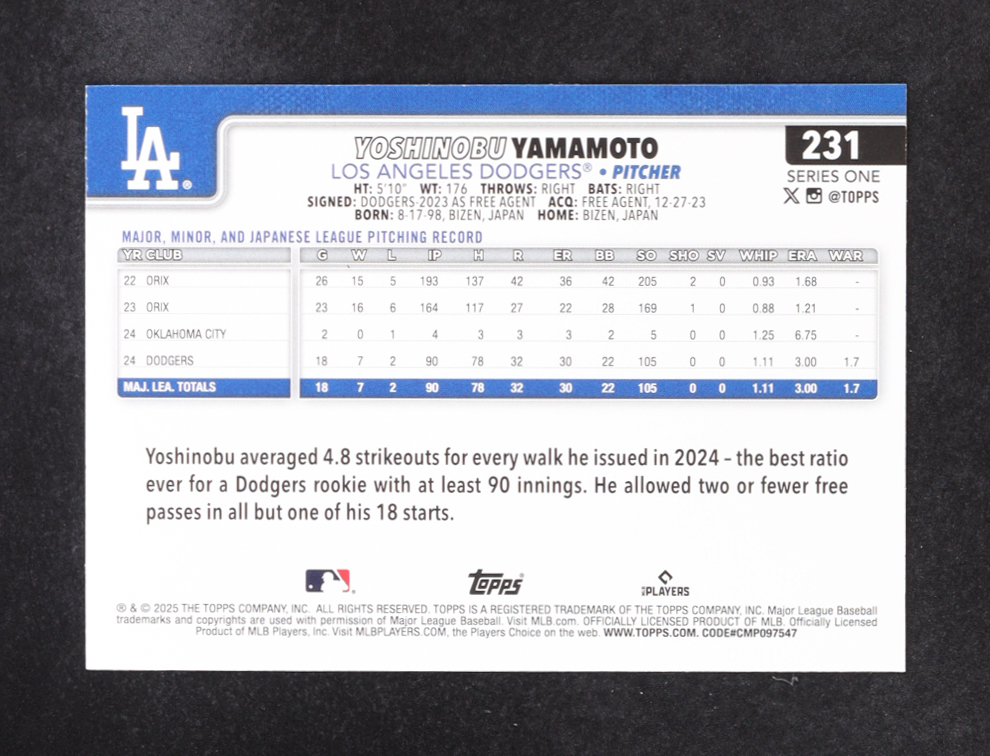 LA®
YOSHINOBU YAMAMOTO
LOS ANGELES DODGERS® • PITCHER
HT: 5'10" WT: 176 THROWS: RIGHT BATS: RIGHT
SIGNED: DODGERS-2023 AS FREE AGENT ACQ: FREE AGENT, 12-27-23
BORN: 8-17-98, BIZEN, JAPAN HOME: BIZEN, JAPAN
231
SERIES ONE
@TOPPS
MAJOR, MINOR, AND JAPANESE LEAGUE PITCHING RECORD
YR CLUB G W L IP H R ER BB SO SHO SV WHIP ERA WAR
22 ORIX 26 15 5 193 137 42 36 42 205 2 0 0.93 1.68 -
23 ORIX 23 16 6 164 117 27 22 28 169 1 0 0.88 1.21 -
24 OKLAHOMA CITY 2 0 1 4 3 3 3 2 5 0 0 1.25 6.75 -
24 DODGERS 18 7 2 90 78 32 30 22 105 0 0 1.11 3.00 1.7
MAJ. LEA. TOTALS 18 7 2 90 78 32 30 22 105 0 0 1.11 3.00 1.7
Yoshinobu averaged 4.8 strikeouts for every walk he issued in 2024 – the best ratio
ever for a Dodgers rookie with at least 90 innings. He allowed two or fewer free
passes in all but one of his 18 starts.
topps®
PLAYERS
® & © 2025 THE TOPPS COMPANY, INC. ALL RIGHTS RESERVED. TOPPS IS A REGISTERED TRADEMARK OF THE TOPPS COMPANY, INC. Major League Baseball
trademarks and copyrights are used with permission of Major League Baseball. Visit MLB.com. OFFICIALLY LICENSED PRODUCT OF MLB. Officially Licensed
Product of MLB Players, Inc. Visit MLBPLAYERS.COM, the Players Choice on the web. WWW.TOPPS.COM. CODE#CMP097547